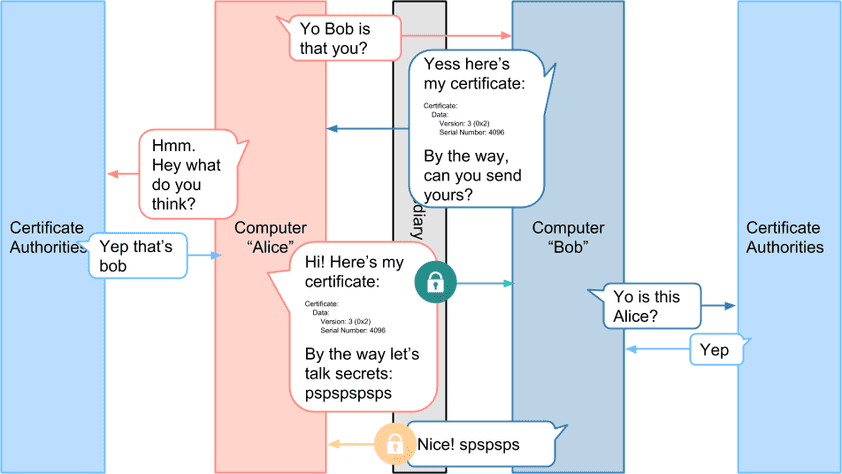 Yo Bob is
that you?
Yess here's
my certificate:
Certificate:
Data:
Version: 3 (0x2)
Serial Number: 4096
By the way,
can you send
yours?
Hmm.
Hey what
do you
think?
Certificate
Authorities
Yep that's
bob
Computer
“Alice”
diary
Computer
“Bob”
Certificate
Authorities
Hi! Here's my
certificate:
Certificate:
Data:
Version: 3 (0x2)
Serial Number: 4096
By the way let's
talk secrets:
pspspspsps
Yo is this
Alice?
Yep
Nice! spspsps